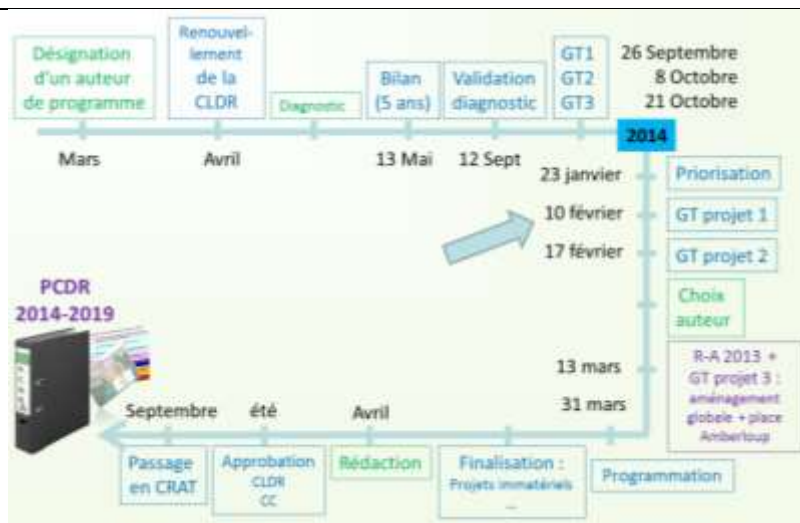 Désignation
d'un auteur
de programme
Renouvel-
lement
de la
CLDR
Diagnostic
Bilan
(5 ans)
Validation
diagnostic
GT1
GT2
GT3
26 Septembre
8 Octobre
21 Octobre
Mars
Avril
13 Mai
12 Sept
2014
23 janvier
Priorisation
10 février
GT projet 1
17 février
GT projet 2
Choix
auteur
13 mars
R-A 2013 +
GT projet 3 :
aménagement
globele + place
Amberloup
31 mars
Programmation
Finalisation :
Projets immatériels
...
Avril
Rédaction
été
Approbation
CLDR
CC
Septembre
Passage
en CRAT
PCDR
2014-2019